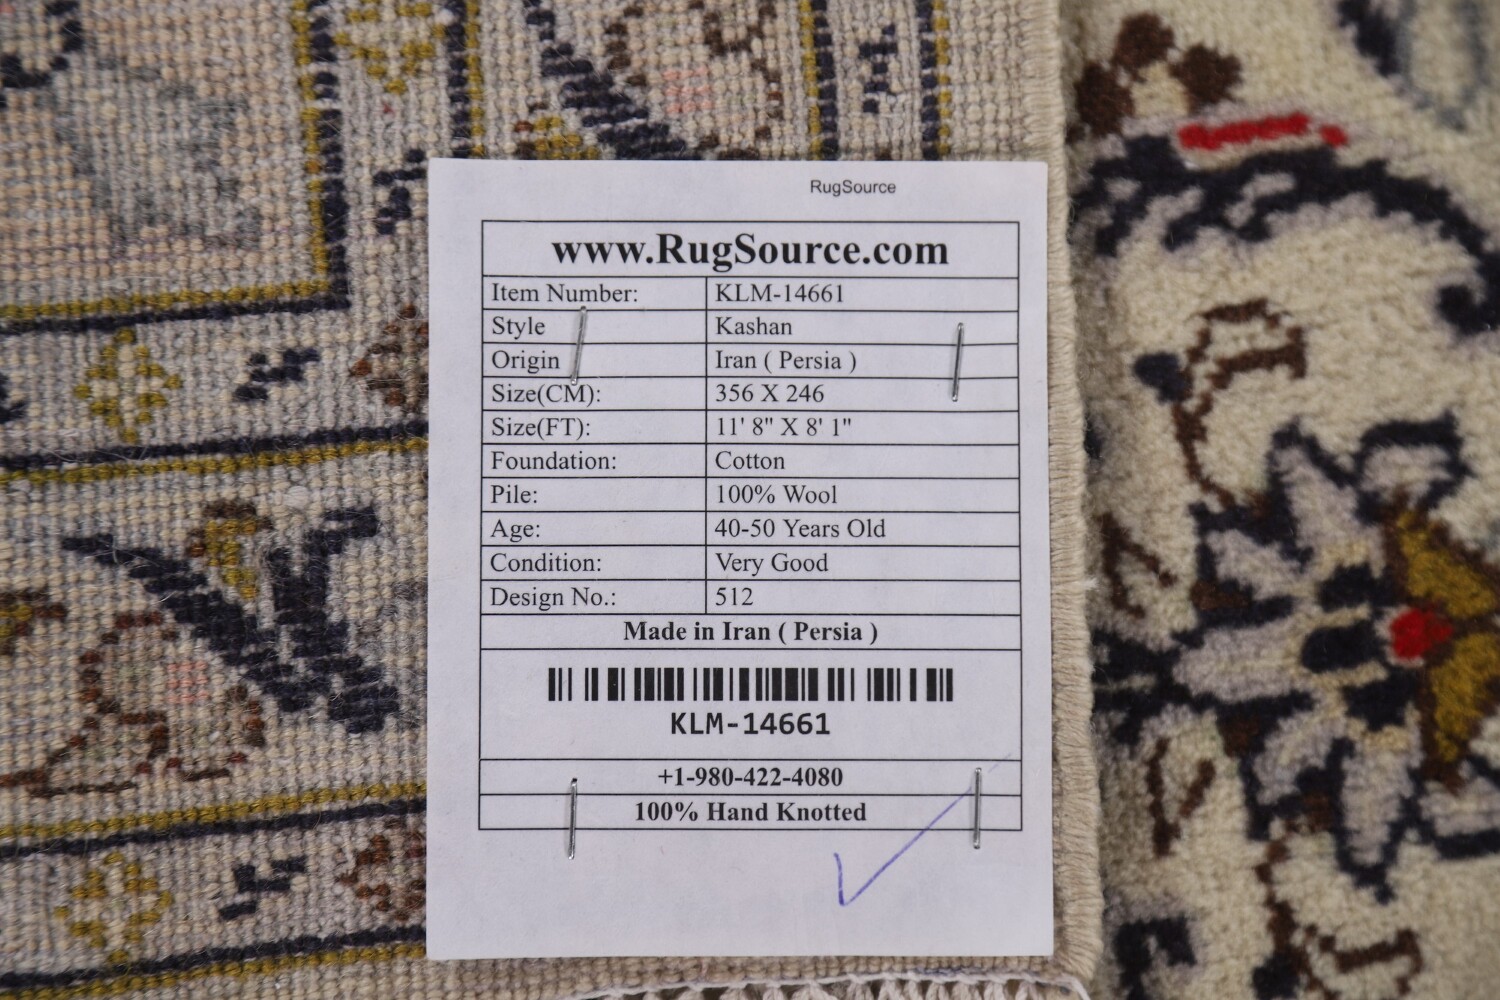 RugSource
www.RugSource.com
Item Number: KLM-14661
Style Kashan
Origin Iran ( Persia )
Size(CM): 356 X 246
Size(FT): 11' 8" X 8' 1"
Foundation: Cotton
Pile: 100% Wool
Age: 40-50 Years Old
Condition: Very Good
Design No.: 512
Made in Iran ( Persia )
KLM-14661
+1-980-422-4080
100% Hand Knotted